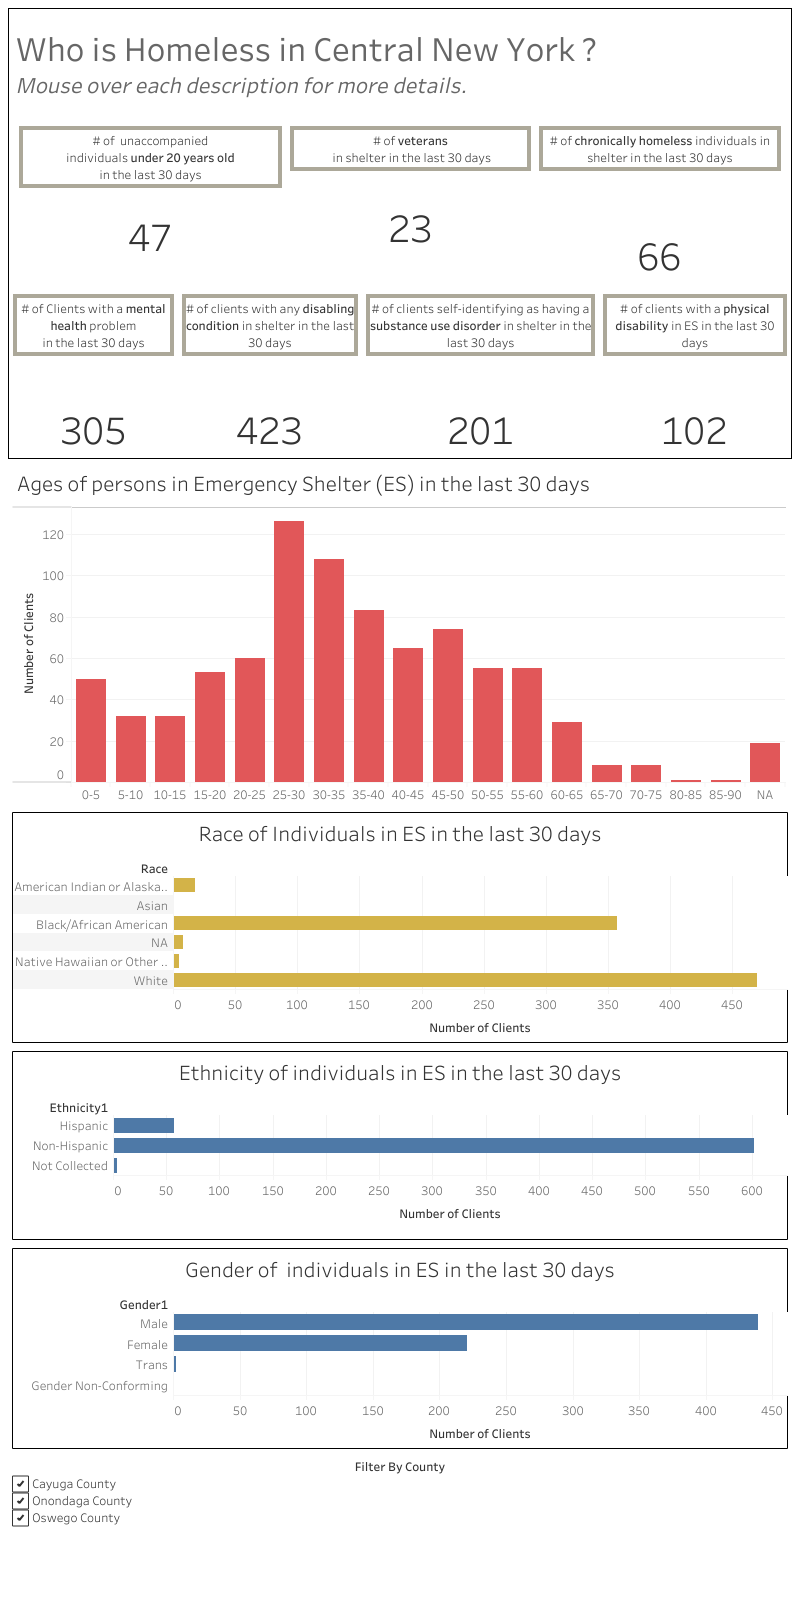 Who is Homeless in Central New York ?
Mouse over each description for more details.
# of  unaccompanied
individuals under 20 years old
in the last 30 days
# of veterans
in shelter in the last 30 days
# of chronically homeless individuals in
shelter in the last 30 days
47
23
66
# of Clients with a mental
health problem
in the last 30 days
# of clients with any disabling
condition in shelter in the last
30 days
# of clients self-identifying as having a
substance use disorder in shelter in the
last 30 days
# of clients with a physical
disability in ES in the last 30
days
305
423
201
102
Ages of persons in Emergency Shelter (ES) in the last 30 days
Number of Clients
120
100
80
60
40
20
0
0-5 5-10 10-15 15-20 20-25 25-30 30-35 35-40 40-45 45-50 50-55 55-60 60-65 65-70 70-75 80-85 85-90 NA
Race of Individuals in ES in the last 30 days
Race
American Indian or Alaska..
Asian
Black/African American
NA
Native Hawaiian or Other ..
White
0 50 100 150 200 250 300 350 400 450
Number of Clients
Ethnicity of individuals in ES in the last 30 days
Ethnicity1
Hispanic
Non-Hispanic
Not Collected
0 50 100 150 200 250 300 350 400 450 500 550 600
Number of Clients
Gender of  individuals in ES in the last 30 days
Gender1
Male
Female
Trans
Gender Non-Conforming
0 50 100 150 200 250 300 350 400 450
Number of Clients
Filter By County
Cayuga County
Onondaga County
Oswego County